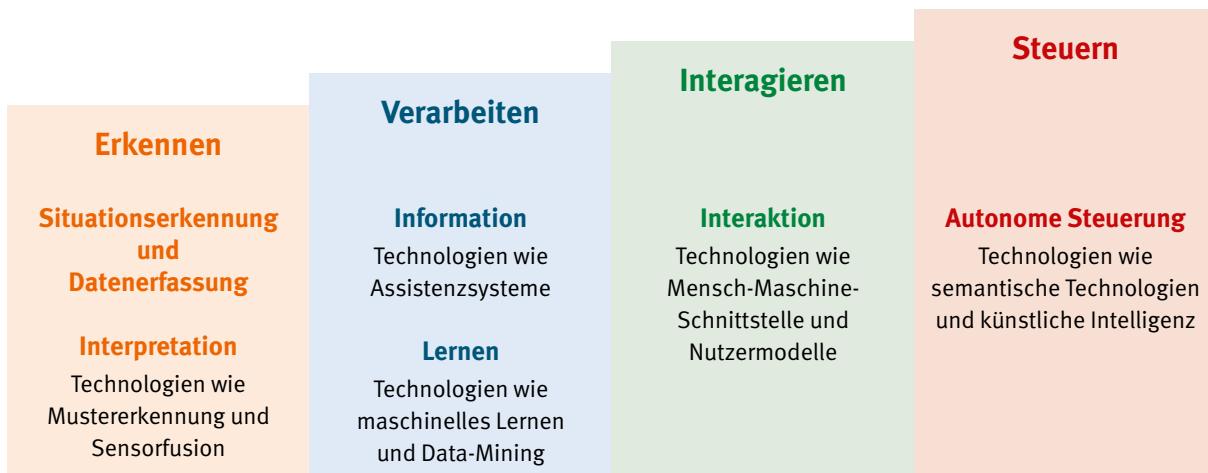 Erkennen
Situationserkennung
und
Datenerfassung
Interpretation
Technologien wie
Mustererkennung und
Sensorfusion
Verarbeiten
Information
Technologien wie
Assistenzsysteme
Lernen
Technologien wie
maschinelles Lernen
und Data-Mining
Interagieren
Interaktion
Technologien wie
Mensch-Maschine-
Schnittstelle und
Nutzermodelle
Steuern
Autonome Steuerung
Technologien wie
semantische Technologien
und künstliche Intelligenz